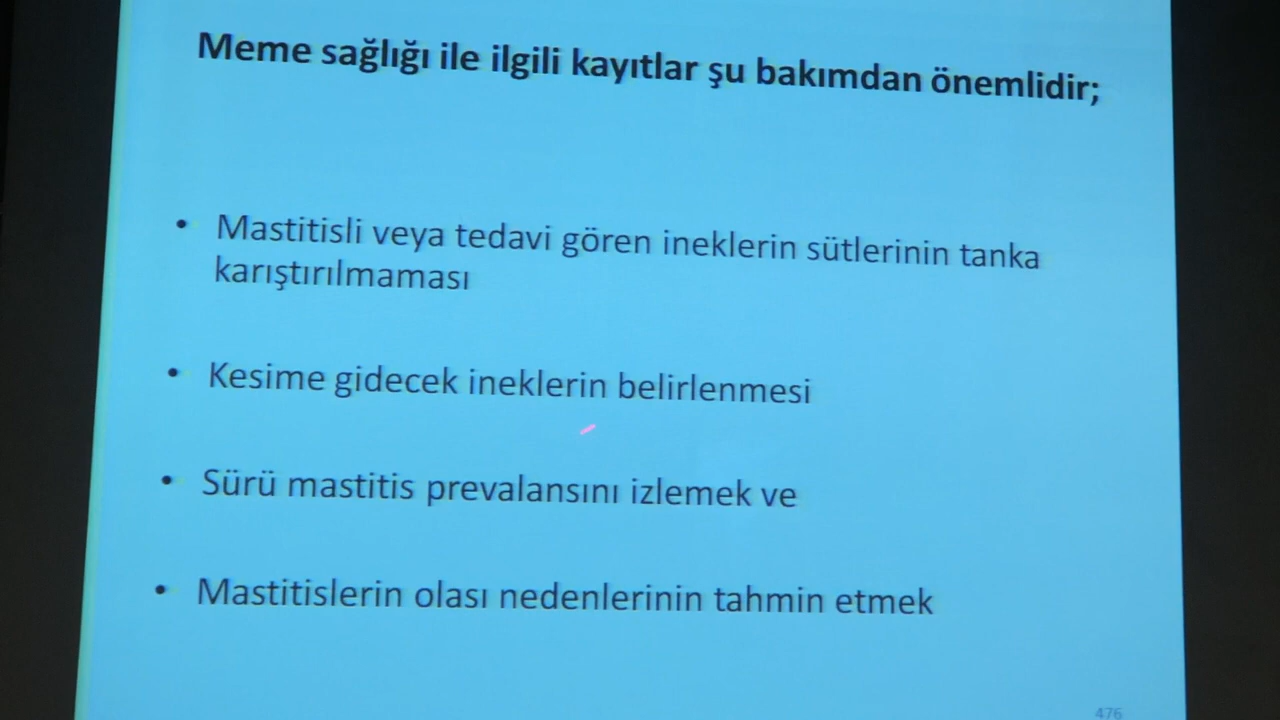 Meme sağlığı ile ilgili kayıtlar şu bakımdan önemlidir;
• Mastitisli veya tedavi gören ineklerin sütlerinin tanka
karıştırılmaması
• Kesime gidecek ineklerin belirlenmesi
• Sürü mastitis prevalansını izlemek ve
• Mastitislerin olası nedenlerinin tahmin etmek
476